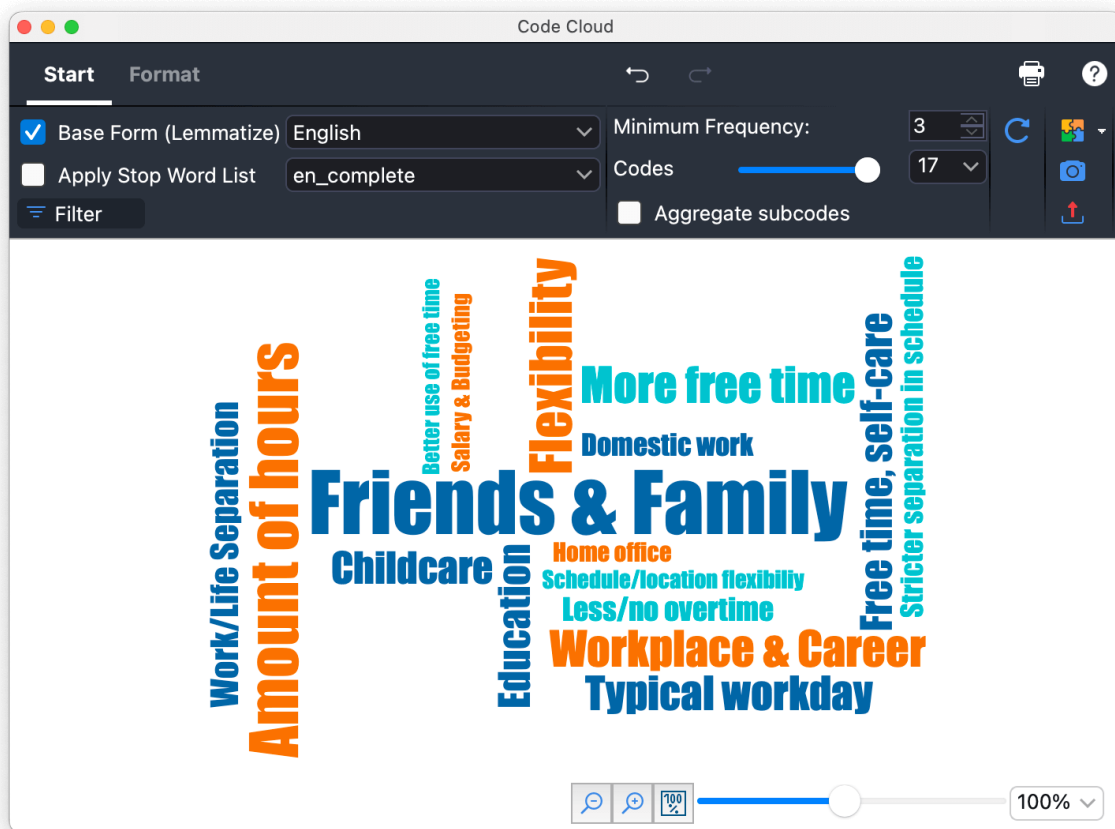 Code Cloud
Start
Format
Base Form (Lemmatize)
English
Minimum Frequency:
3
Apply Stop Word List
en_complete
Codes
17
Filter
Aggregate subcodes
Work/Life Separation
Amount of hours
Better use of free time
Salary & Budgeting
Flexibility
More free time
Domestic work
Friends & Family
Free time, self-care
Stricter separation in schedule
Childcare
Education
Home office
Schedule/location flexibiliy
Less/no overtime
Workplace & Career
Typical workday
100
%
100%